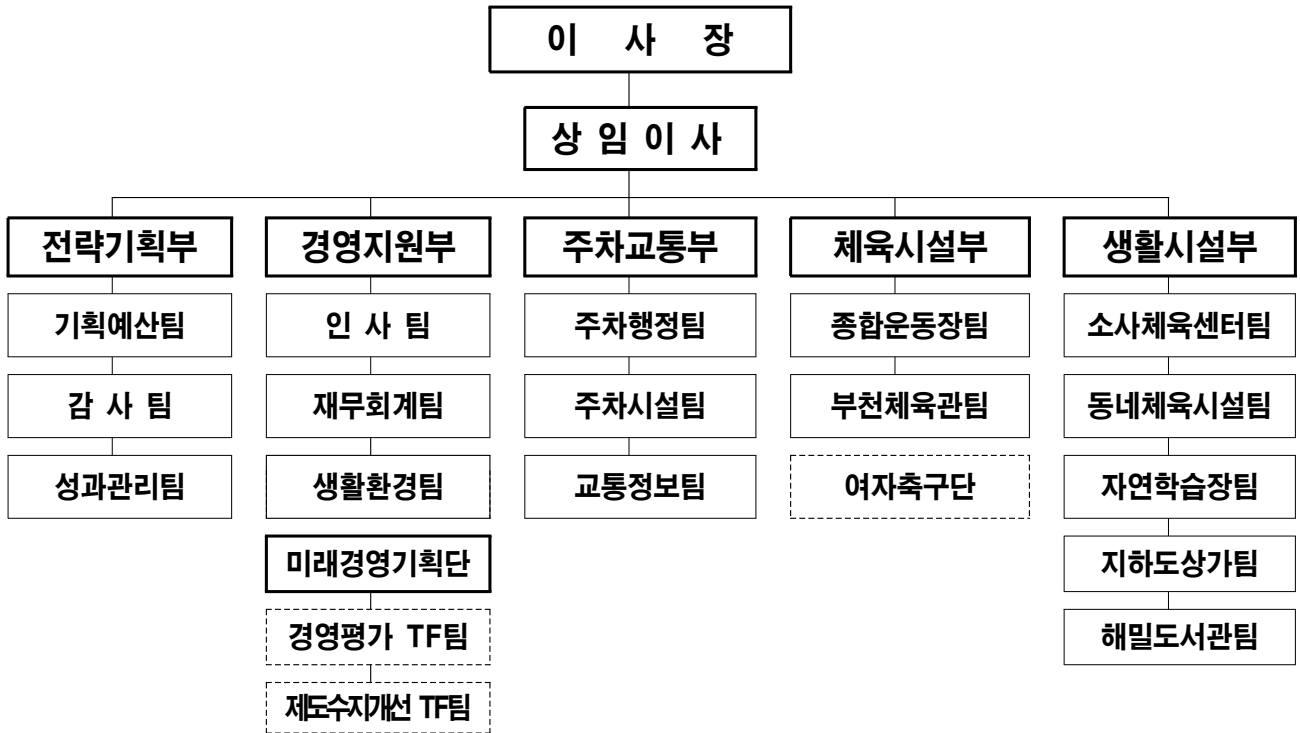 이 사 장
상 임 이 사
전략기획부 경영지원부 주차교통부 체육시설부 생활시설부
기획예산팀 인 사 팀 주차행정팀 종합운동장팀 소사체육센터팀
감 사 팀 재무회계팀 주차시설팀 부천체육관팀 동네체육시설팀
성과관리팀 생활환경팀 교통정보팀 여자축구단 자연학습장팀
미래경영기획단 지하도상가팀
경영평가 TF팀 해밀도서관팀
제도수지개선 TF팀